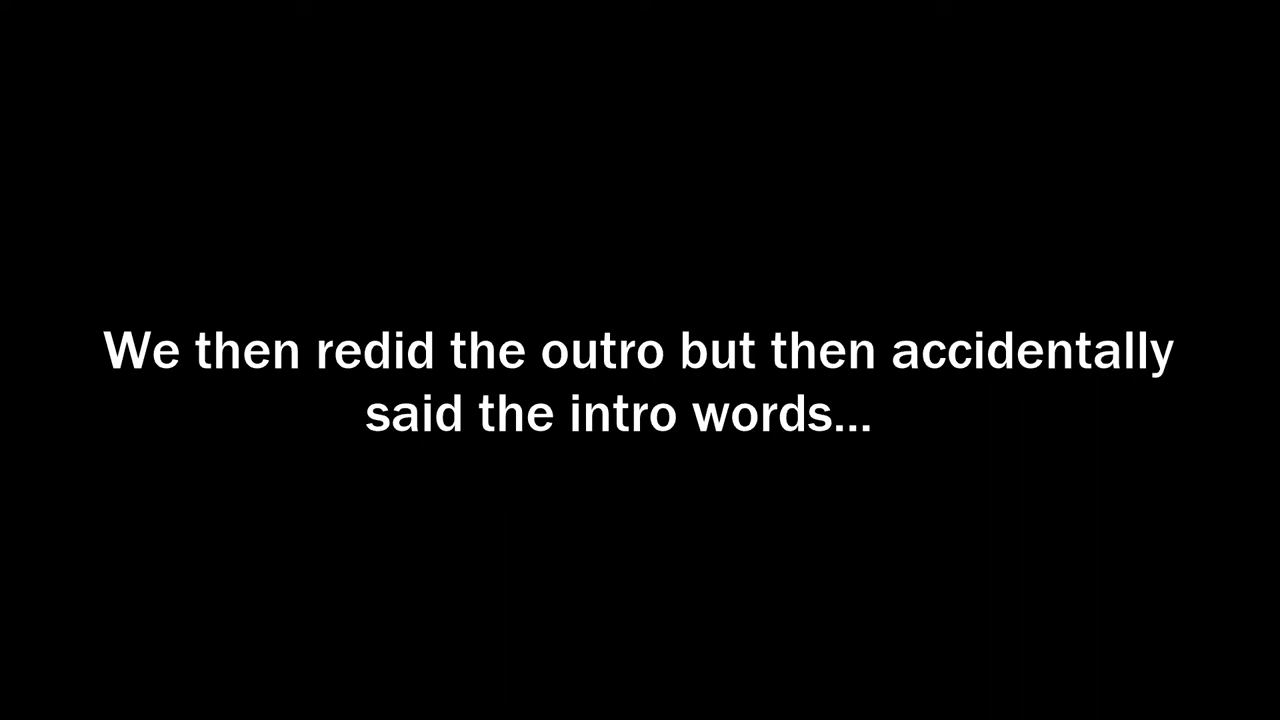 We then redid the outro but then accidentally
said the intro words...